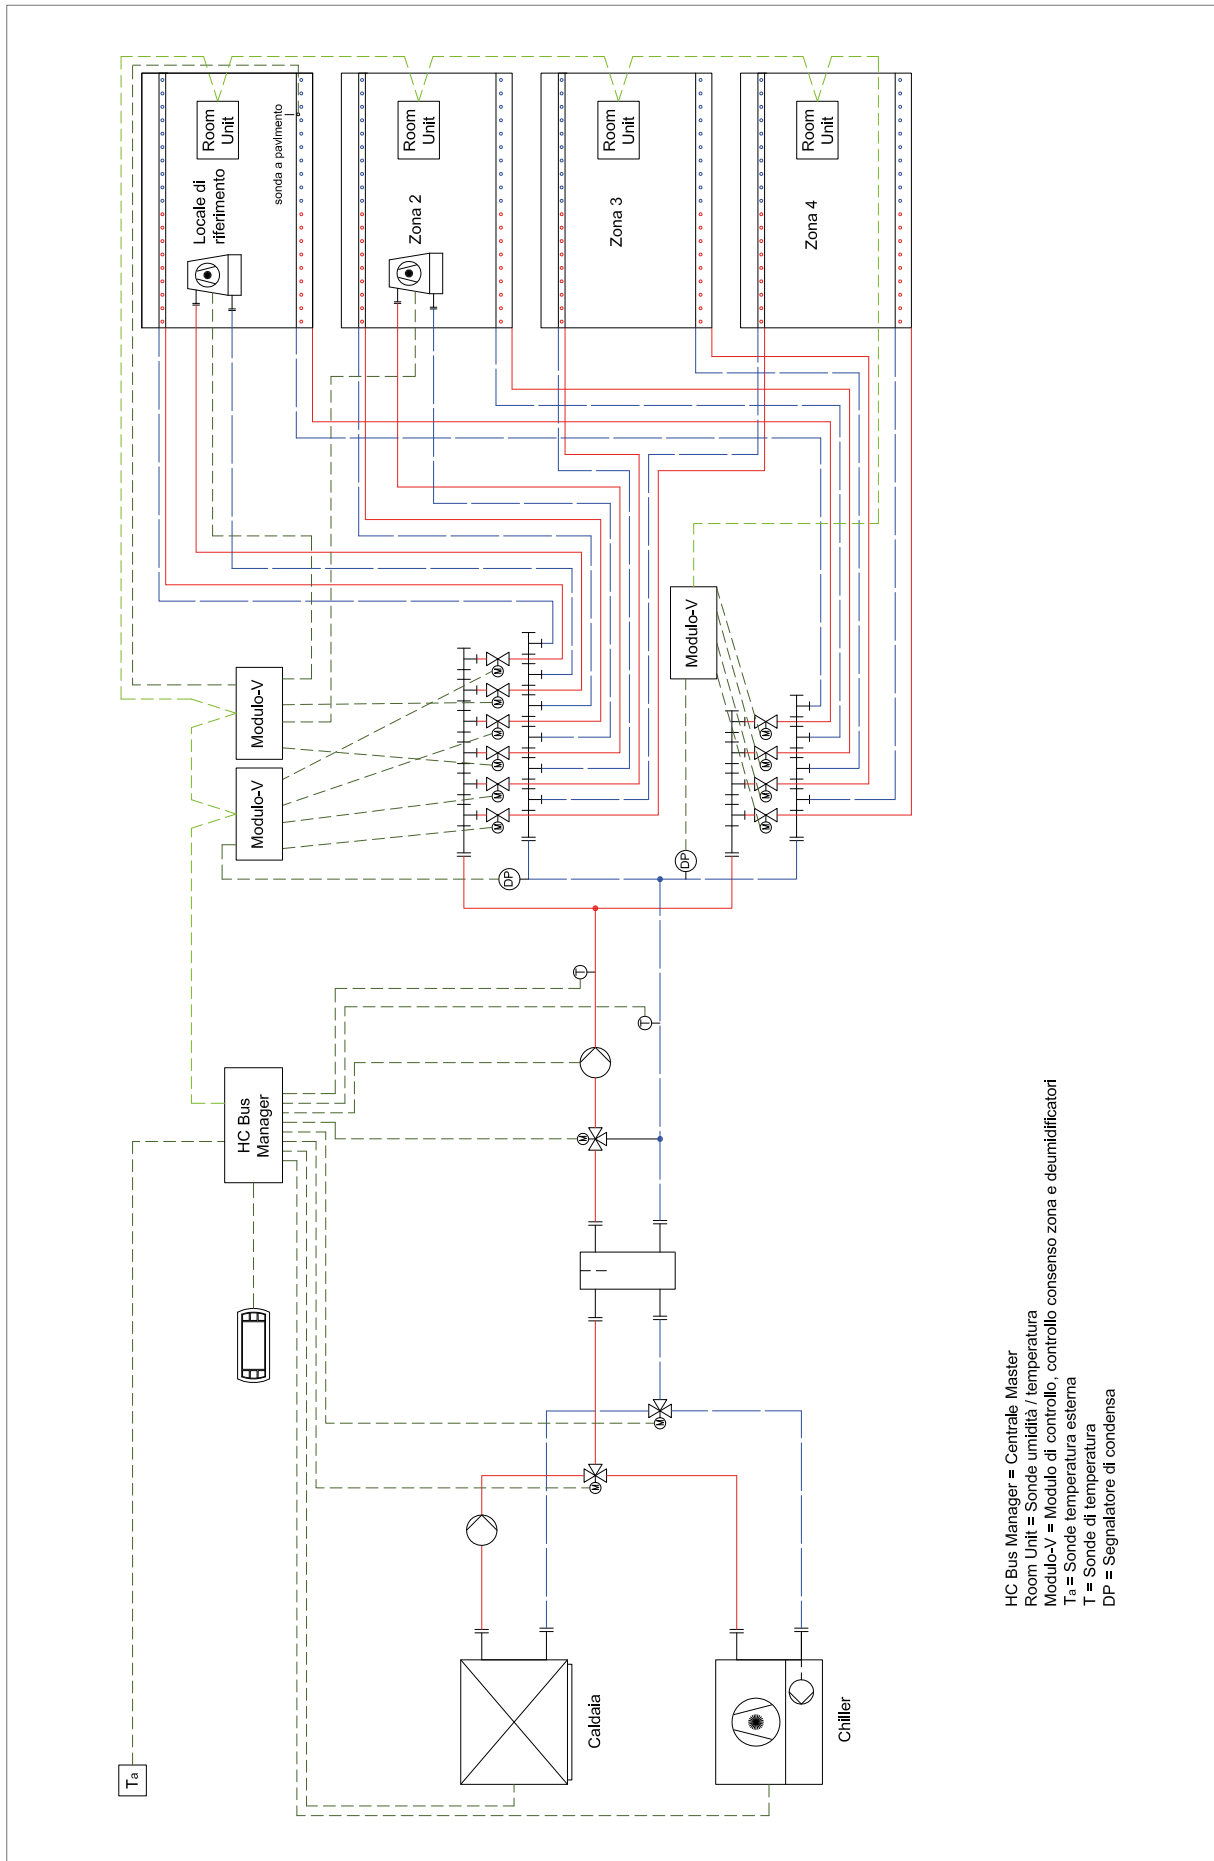 Room
Unit
Locale di
riferimento
sonda a pavimento
Room
Unit
Zona 2
Room
Unit
Zona 3
Room
Unit
Zona 4
Modulo-V
Modulo-V
Modulo-V
M
M
M
M
M
M
M
M
M
M
DP
DP
T
T
HC Bus
Manager
M
M
M
Caldaia
Chiller
Ta
HC Bus Manager = Centrale Master
Room Unit = Sonde umidità / temperatura
Modulo-V = Modulo di controllo, controllo consenso zona e deumidificatori
Ta = Sonde temperatura esterna
T = Sonde di temperatura
DP = Segnalatore di condensa